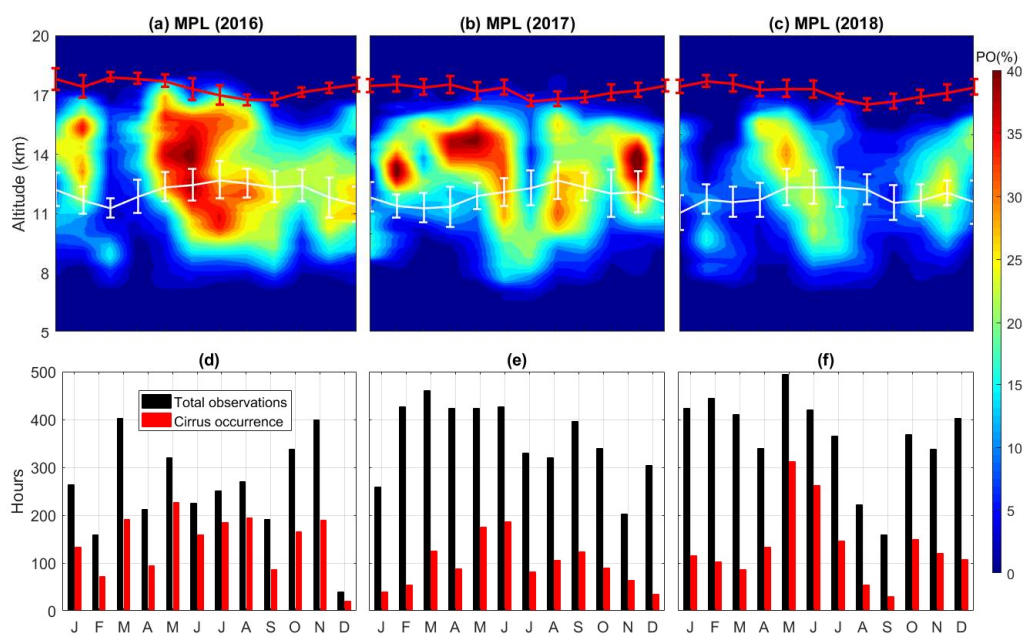 (a) MPL (2016)
(b) MPL (2017)
(c) MPL (2018)
PO(%)
20
17
14
11
8
5
Altitude (km)
40
35
30
25
20
15
10
5
0
(d)
(e)
(f)
Total observations
Cirrus occurrence
500
400
300
200
100
0
Hours
J F M A M J J A S O N D
J F M A M J J A S O N D
J F M A M J J A S O N D